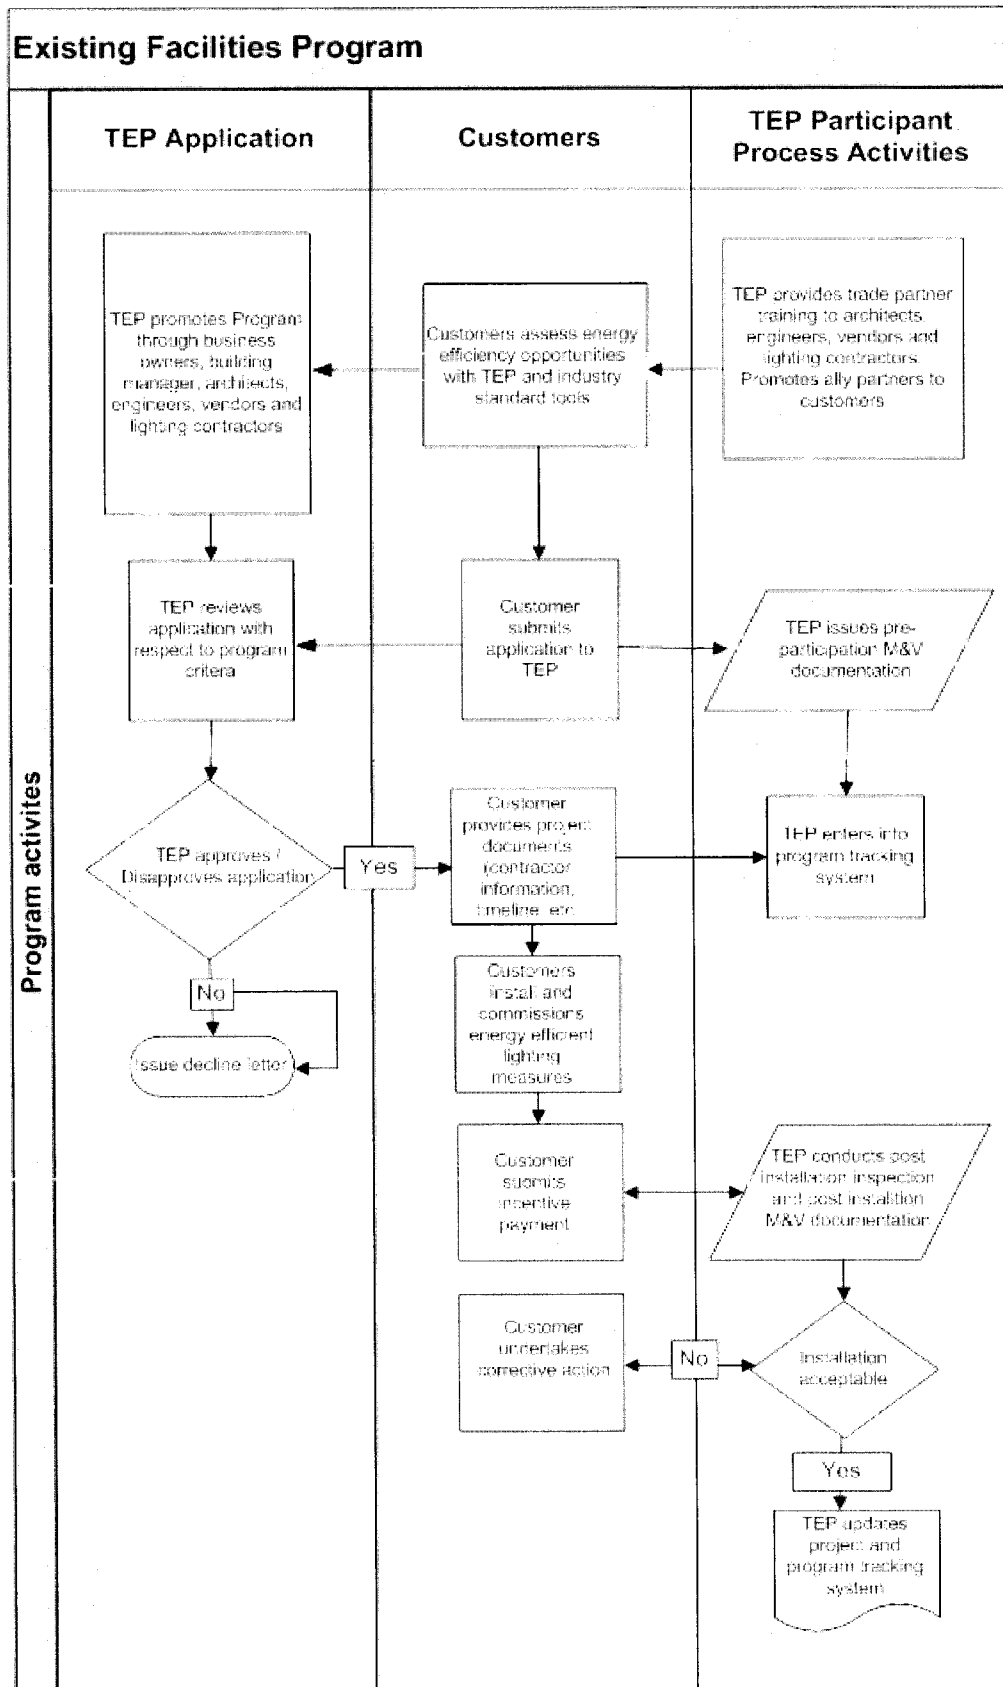 Existing Facilities Program
TEP Application
Customers
TEP Participant
Process Activities
Program activites
TEP promotes Program
through business
owners, building
manager, architects,
engineers, vendors and
lighting contractors
Customers assess energy
efficiency opportunities
with TEP and industry
standard tools
TEP provides trade partner
training to architects,
engineers, vendors and
lighting contractors.
Promotes ally partners to
customers
TEP reviews
application with
respect to program
critera
Customer
submits
application to
TEP
TEP issues pre-
participation M&V
documentation
TEP approves /
Disapproves application
Yes
Customer
provides project
documents
(contractor
information,
timeline, etc.
TEP enters into
program tracking
system
No
Issue decline letter
Customers
install and
commissions
energy efficient
lighting
measures
Customer
submits
incentive
payment
TEP conducts post
installation inspection
and post installtion
M&V documentation
Customer
undertakes
corrective action
No
Installation
acceptable
Yes
TEP updates
project and
program tracking
system